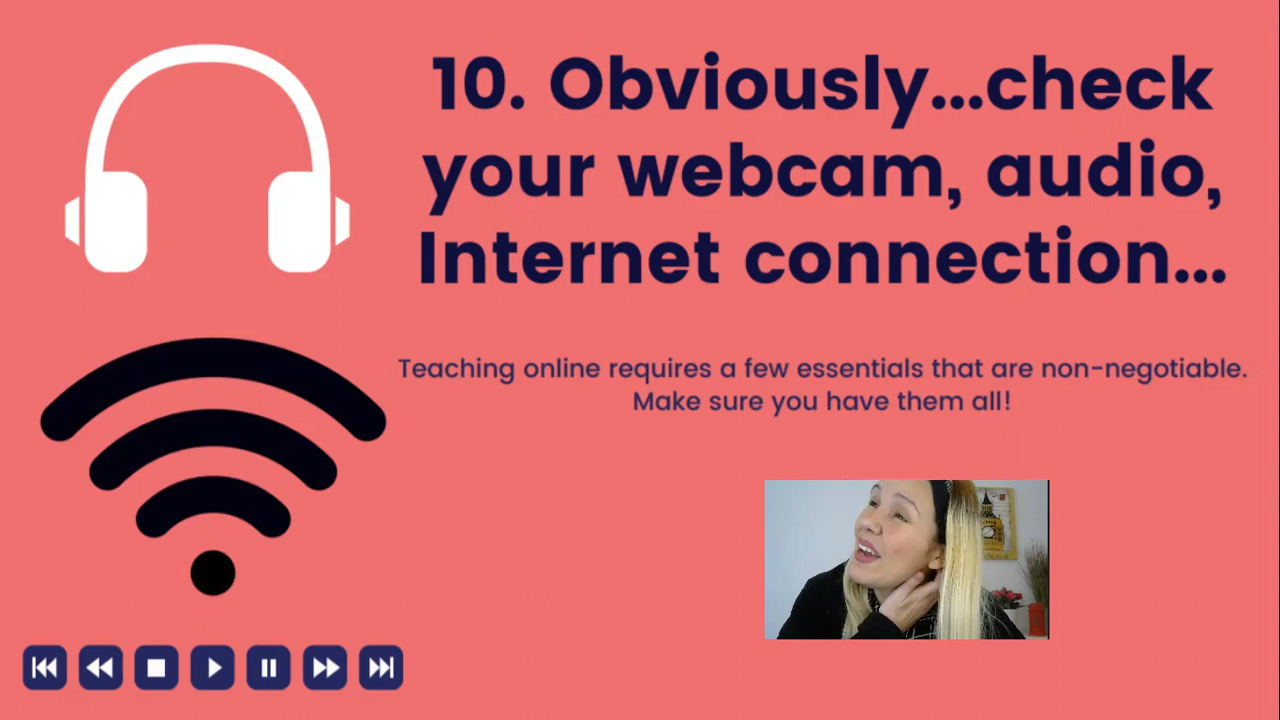 10. Obviously...check
your webcam, audio,
Internet connection...
Teaching online requires a few essentials that are non-negotiable.
Make sure you have them all!